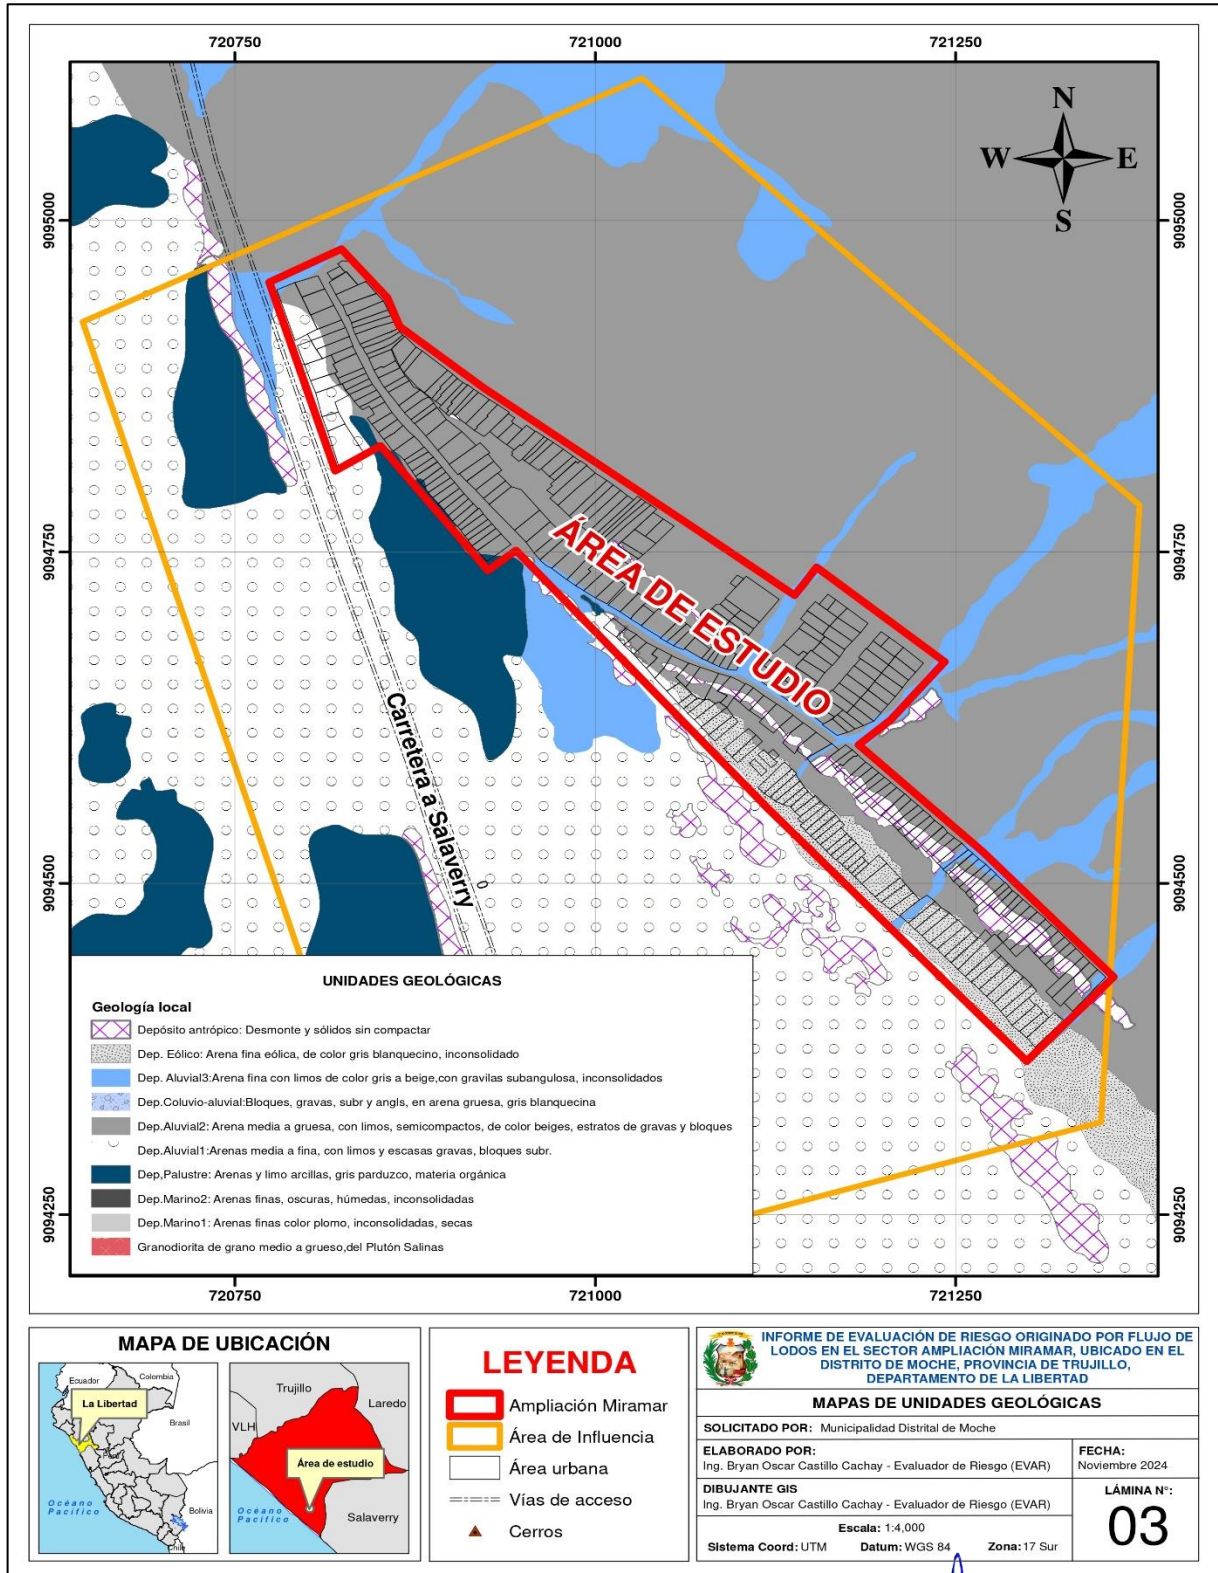 720750
721000
721250
N
W
E
S
9095000
9095000
9094750
9094750
9094500
9094500
9094250
9094250
ÁREA DE ESTUDIO
Carretera a Salaverry
0
UNIDADES GEOLÓGICAS
Geología local
Depósito antrópico: Desmonte y sólidos sin compactar
Dep. Eólico: Arena fina eólica, de color gris blanquecino, inconsolidado
Dep. Aluvial3:Arena fina con limos de color gris a beige,con gravilas subangulosa, inconsolidados
Dep.Coluvio-aluvial:Bloques, gravas, subr y angls, en arena gruesa, gris blanquecina
Dep.Aluvial2: Arena media a gruesa, con limos, semicompactos, de color beiges, estratos de gravas y bloques
Dep.Aluvial1:Arenas media a fina, con limos y escasas gravas, bloques subr.
Dep,Palustre: Arenas y limo arcillas, gris parduzco, materia orgánica
Dep.Marino2: Arenas finas, oscuras, húmedas, inconsolidadas
Dep.Marino1: Arenas finas color plomo, inconsolidadas, secas
Granodiorita de grano medio a grueso,del Plutón Salinas
720750
721000
721250
MAPA DE UBICACIÓN
Ecuador
Colombia
La Libertad
Brasil
Perú
Océano
Pacífico
Bolivia
Chile
Trujillo
Laredo
VLH
Área de estudio
Océano
Pacífico
Salaverry
LEYENDA
Ampliación Miramar
Área de Influencia
Área urbana
Vías de acceso
Cerros
INFORME DE EVALUACIÓN DE RIESGO ORIGINADO POR FLUJO DE
LODOS EN EL SECTOR AMPLIACIÓN MIRAMAR, UBICADO EN EL
DISTRITO DE MOCHE, PROVINCIA DE TRUJILLO,
DEPARTAMENTO DE LA LIBERTAD
MAPAS DE UNIDADES GEOLÓGICAS
SOLICITADO POR: Municipalidad Distrital de Moche
ELABORADO POR:
Ing. Bryan Oscar Castillo Cachay - Evaluador de Riesgo (EVAR)
FECHA:
Noviembre 2024
DIBUJANTE GIS
Ing. Bryan Oscar Castillo Cachay - Evaluador de Riesgo (EVAR)
LÁMINA N°:
03
Escala: 1:4,000
Sistema Coord: UTM Datum: WGS 84 Zona: 17 Sur